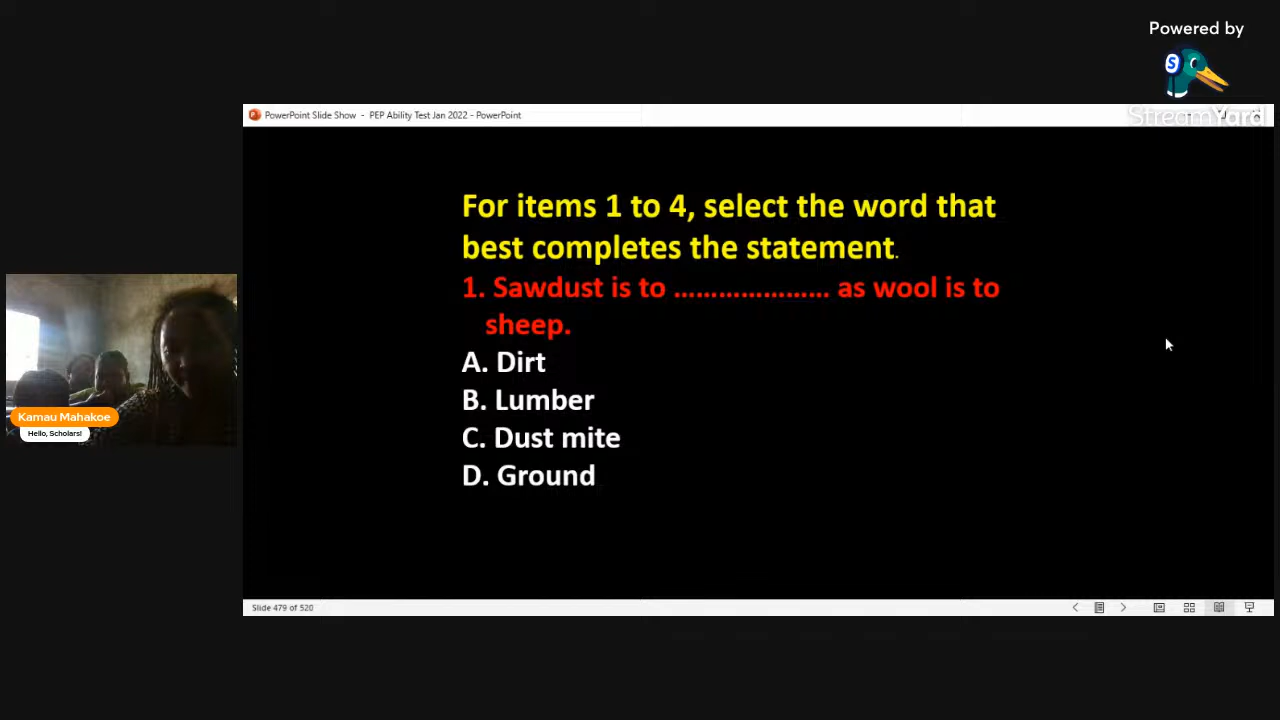 Powered by
StreamYard
PowerPoint Slide Show - PEP Ability Test Jan 2022 - PowerPoint
For items 1 to 4, select the word that
best completes the statement.
1. Sawdust is to ………………… as wool is to
sheep.
A. Dirt
B. Lumber
C. Dust mite
D. Ground
Kamau Mahakoe
Hello, Scholars!
Slide 479 of 520